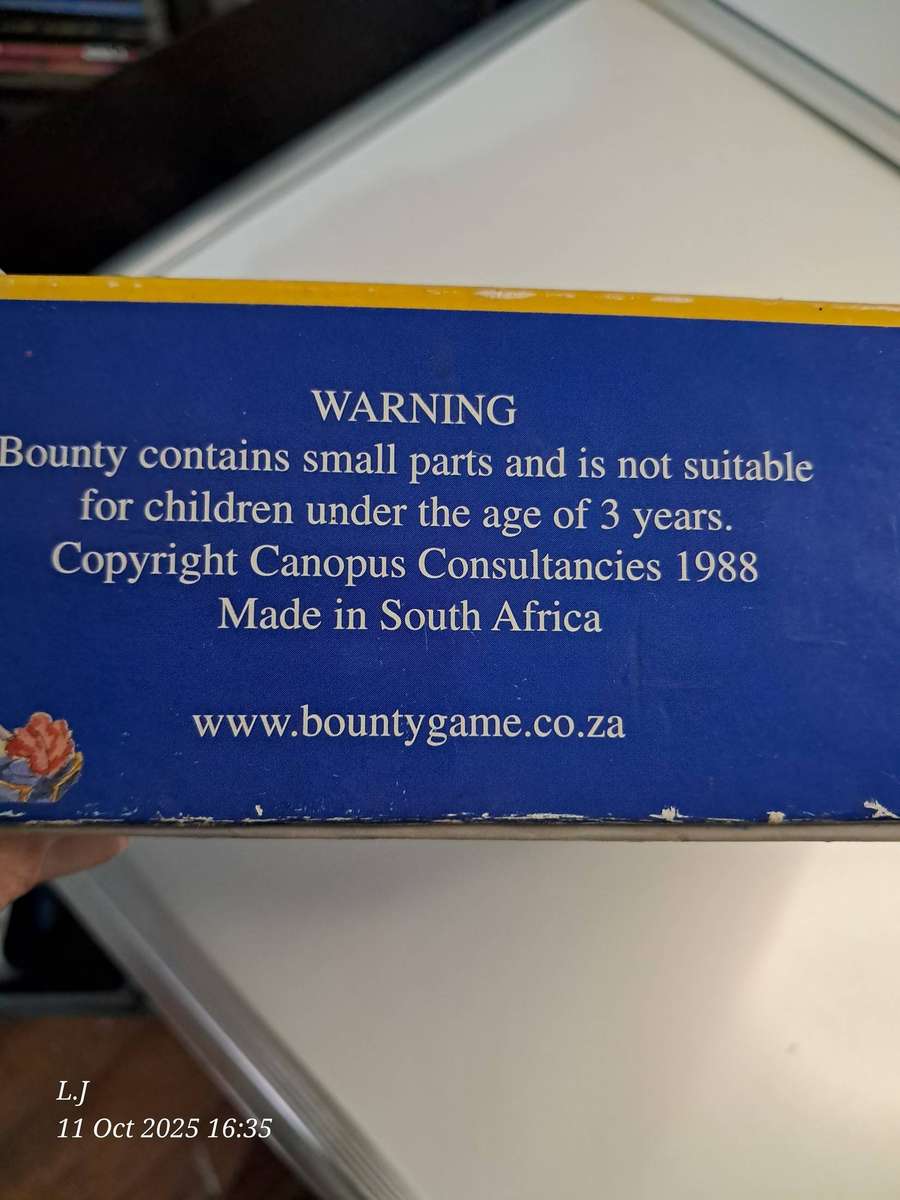 WARNING
Bounty contains small parts and is not suitable
for children under the age of 3 years.
Copyright Canopus Consultancies 1988
Made in South Africa
www.bountygame.co.za
L.J
11 Oct 2025 16:35